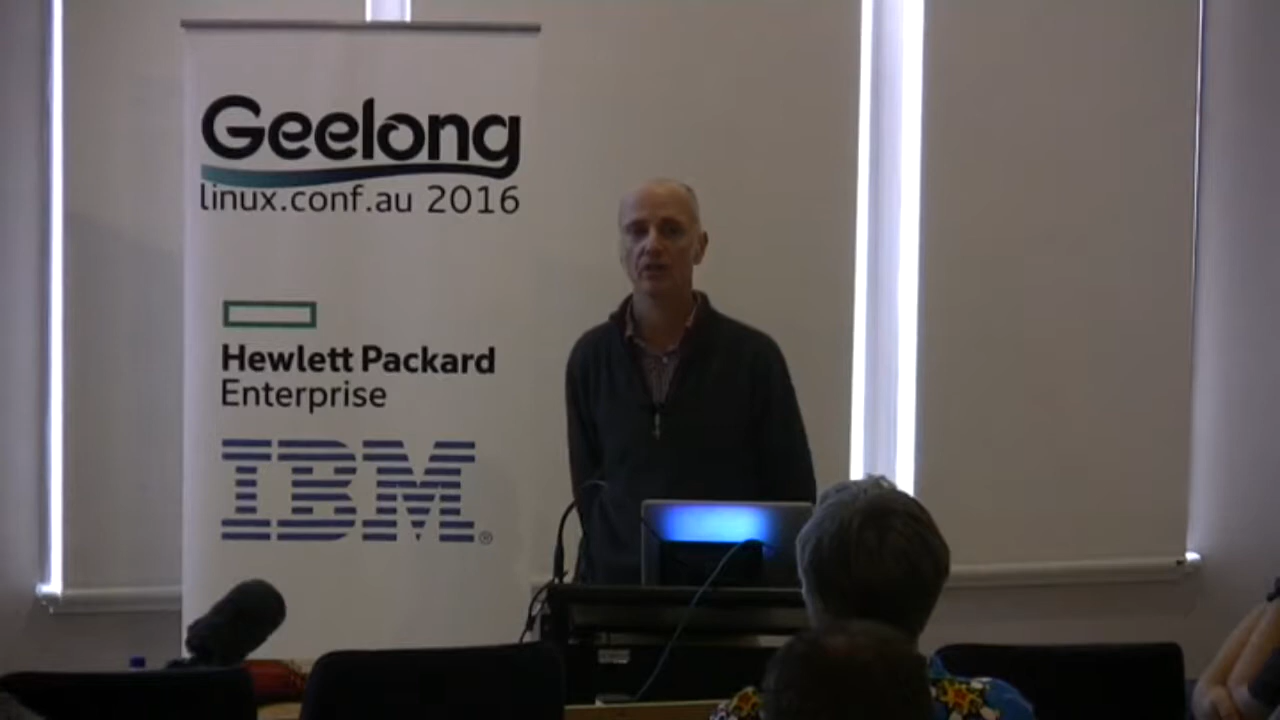 Geelong
linux.conf.au 2016
Hewlett Packard
Enterprise
IBM®